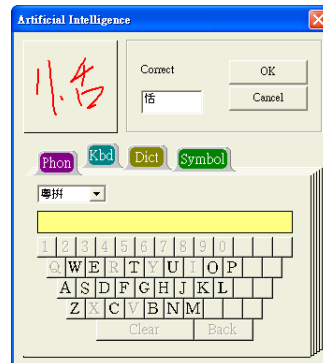 Artificial Intelligence
恬
Correct
OK
恬
Cancel
Phon Kbd Dict Symbol
粵拼
1 2 3 4 5 6 7 8 9 0
Q W E R T Y U I O P
A S D F G H J K L
Z X C V B N M
Clear Back